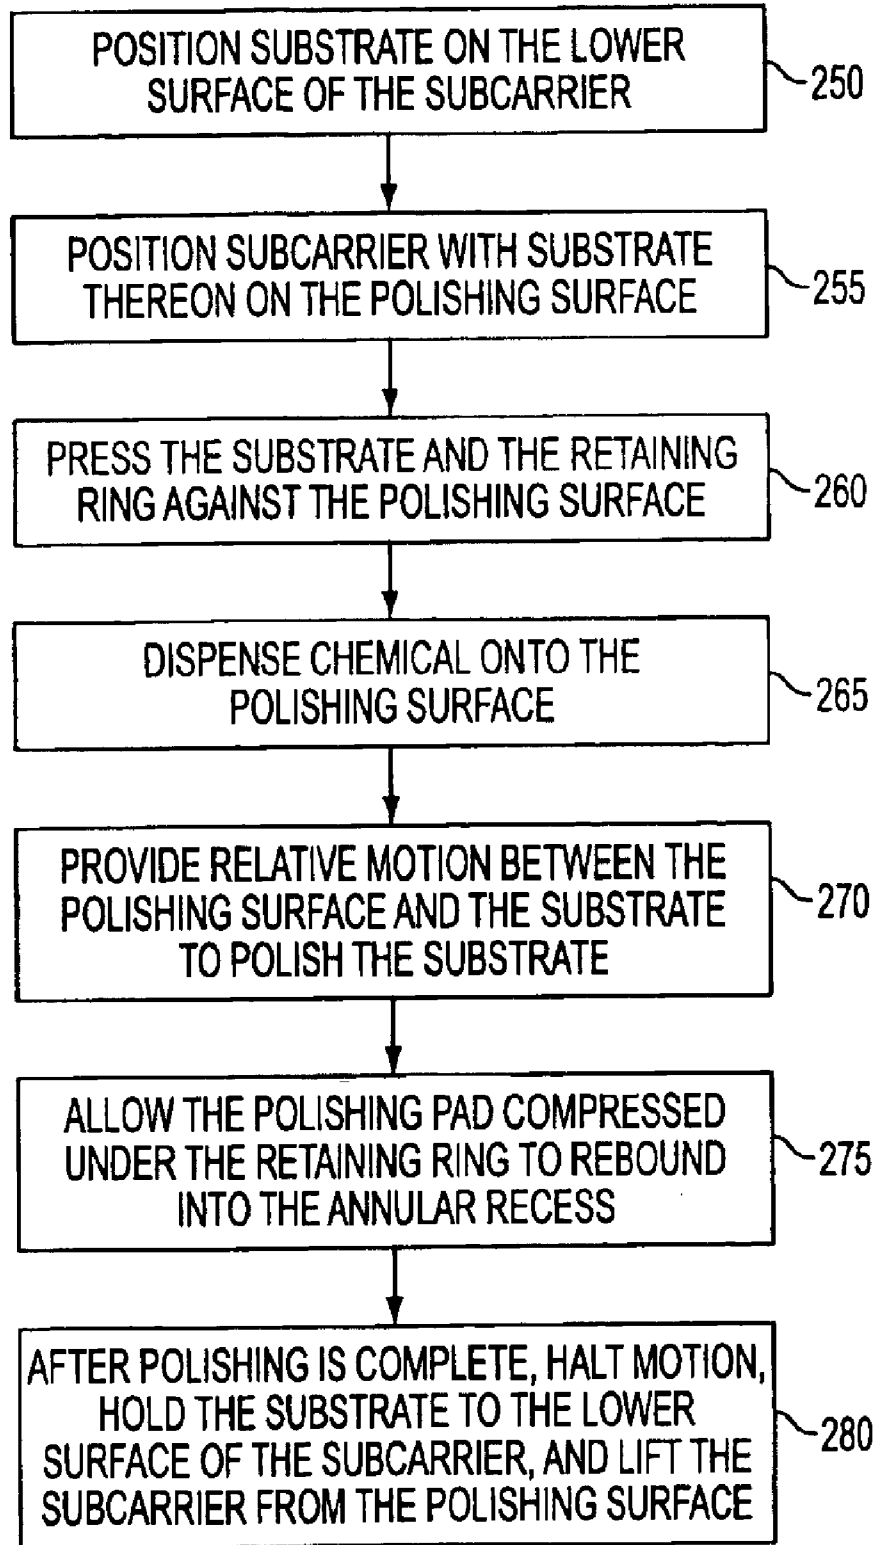 POSITION SUBSTRATE ON THE LOWER
SURFACE OF THE SUBCARRIER
250
POSITION SUBCARRIER WITH SUBSTRATE
THEREON ON THE POLISHING SURFACE
255
PRESS THE SUBSTRATE AND THE RETAINING
RING AGAINST THE POLISHING SURFACE
260
DISPENSE CHEMICAL ONTO THE
POLISHING SURFACE
265
PROVIDE RELATIVE MOTION BETWEEN THE
POLISHING SURFACE AND THE SUBSTRATE
TO POLISH THE SUBSTRATE
270
ALLOW THE POLISHING PAD COMPRESSED
UNDER THE RETAINING RING TO REBOUND
INTO THE ANNULAR RECESS
275
AFTER POLISHING IS COMPLETE, HALT MOTION,
HOLD THE SUBSTRATE TO THE LOWER
SURFACE OF THE SUBCARRIER, AND LIFT THE
SUBCARRIER FROM THE POLISHING SURFACE
280